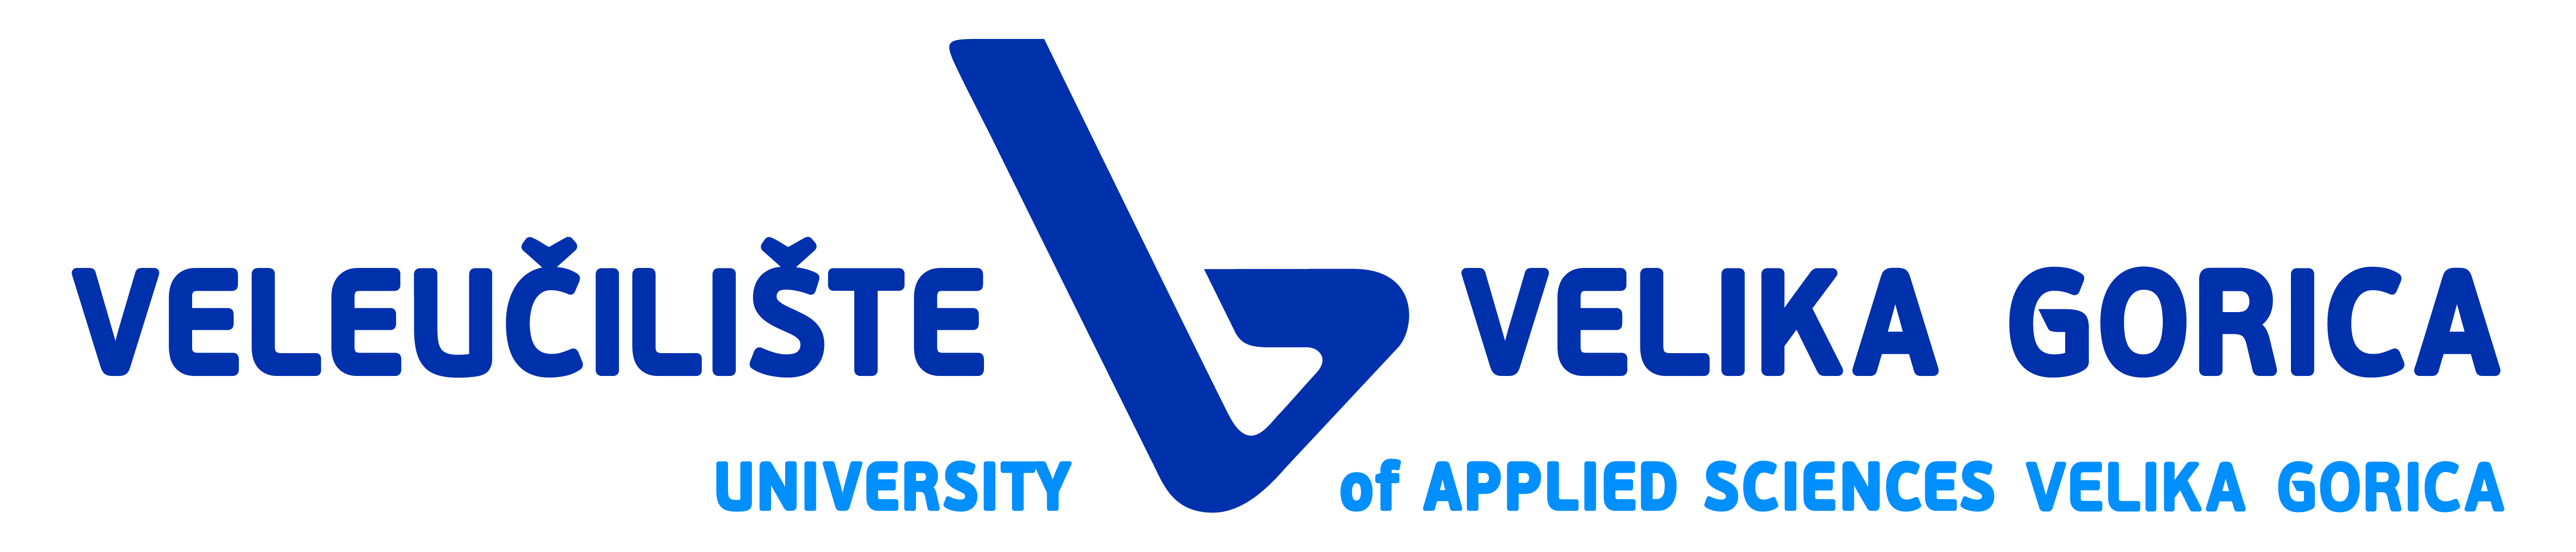 VELEUČILIŠTE VELIKA GORICA
UNIVERSITY of APPLIED SCIENCES VELIKA GORICA